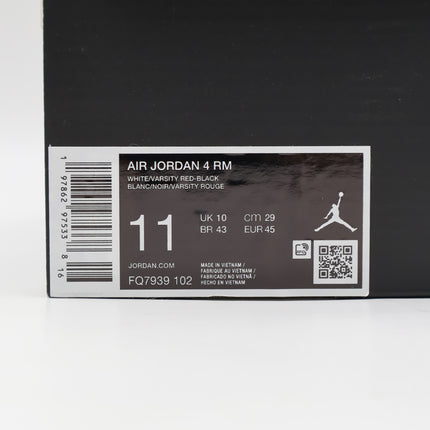 AIR JORDAN 4 RM
WHITE/VARSITY RED-BLACK
BLANC/NOIR/VARSITY ROUGE
11
UK 10 cm 29
BR 43 EUR 45
JORDAN.COM
FQ7939 102
MADE IN VIETNAM /
FABRIQUÉ AU VIETNAM /
FABRICADO NO VIETNÃ /
HECHO EN VIETNAM
1 97862 97533 8 16